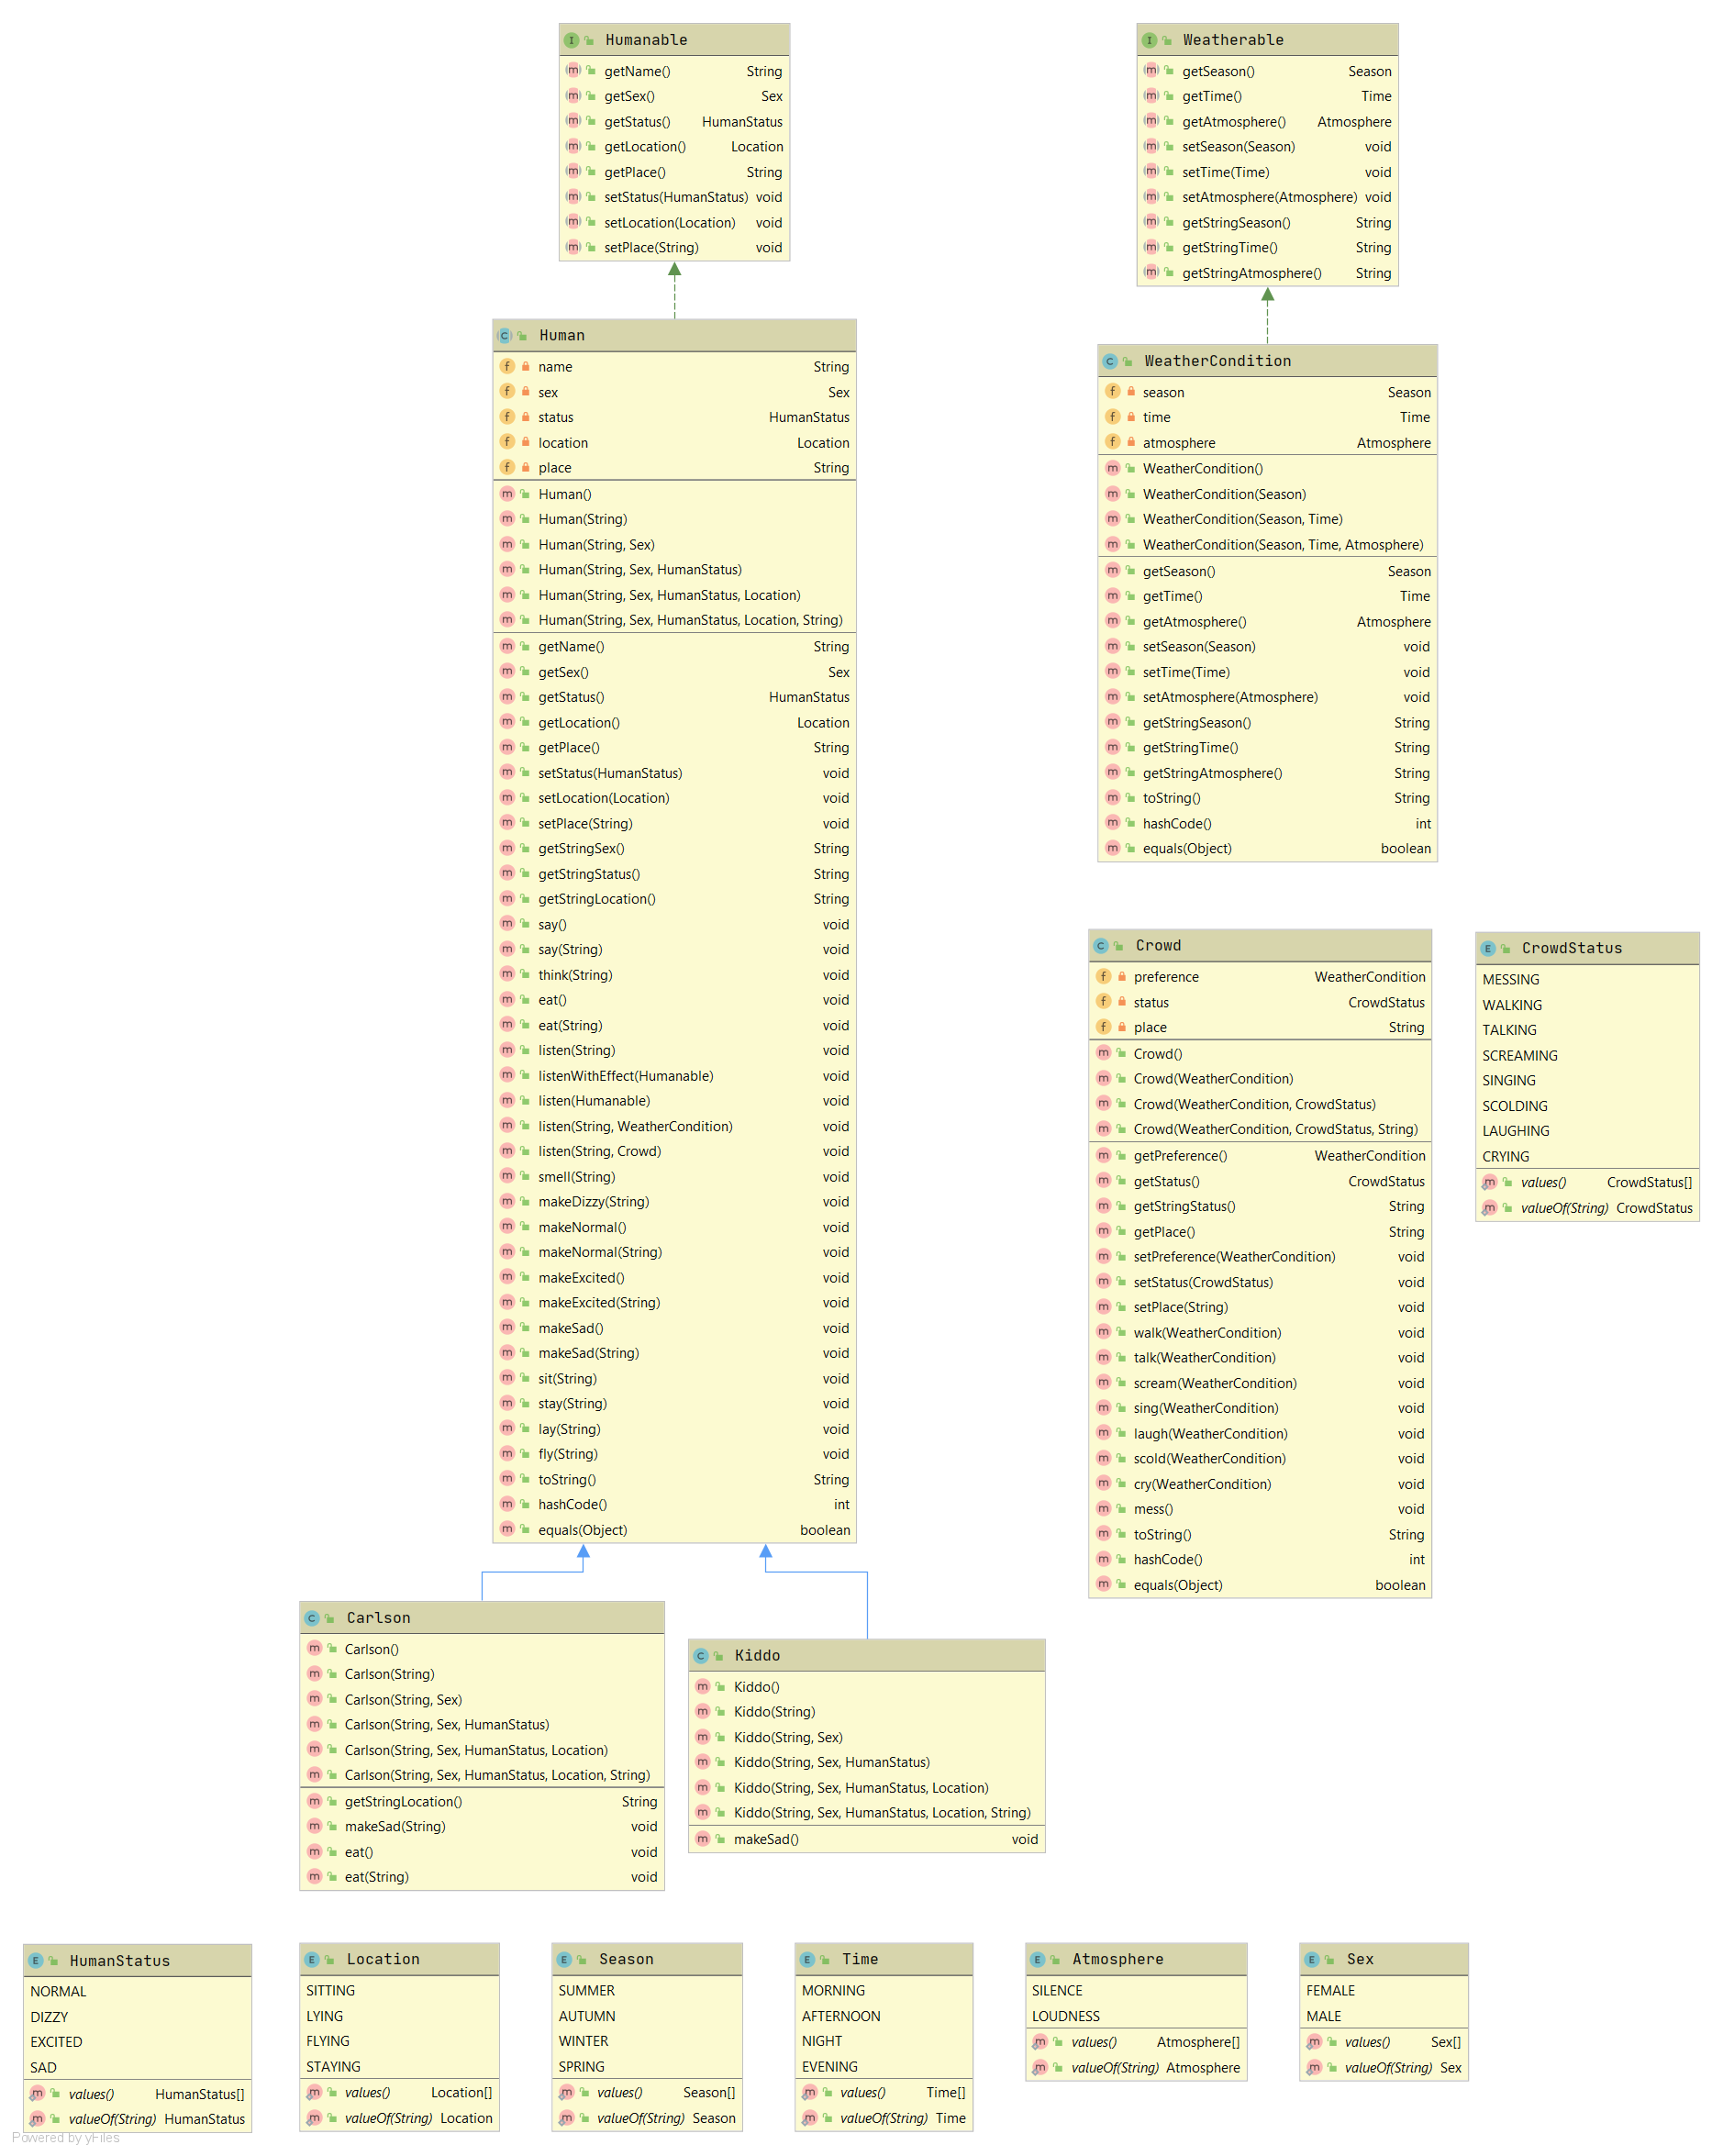 Humanable
getName() String
getSex() Sex
getStatus() HumanStatus
getLocation() Location
getPlace() String
setStatus(HumanStatus) void
setLocation(Location) void
setPlace(String) void
Weatherable
getSeason() Season
getTime() Time
getAtmosphere() Atmosphere
setSeason(Season) void
setTime(Time) void
setAtmosphere(Atmosphere) void
getStringSeason() String
getStringTime() String
getStringAtmosphere() String
Human
name String
sex Sex
status HumanStatus
location Location
place String
Human()
Human(String)
Human(String, Sex)
Human(String, Sex, HumanStatus)
Human(String, Sex, HumanStatus, Location)
Human(String, Sex, HumanStatus, Location, String)
getName() String
getSex() Sex
getStatus() HumanStatus
getLocation() Location
getPlace() String
setStatus(HumanStatus) void
setLocation(Location) void
setPlace(String) void
getStringSex() String
getStringStatus() String
getStringLocation() String
say() void
say(String) void
think(String) void
eat() void
eat(String) void
listen(String) void
listenWithEffect(Humanable) void
listen(Humanable) void
listen(String, WeatherCondition) void
listen(String, Crowd) void
smell(String) void
makeDizzy(String) void
makeNormal() void
makeNormal(String) void
makeExcited() void
makeExcited(String) void
makeSad() void
makeSad(String) void
sit(String) void
stay(String) void
lay(String) void
fly(String) void
toString() String
hashCode() int
equals(Object) boolean
WeatherCondition
season Season
time Time
atmosphere Atmosphere
WeatherCondition()
WeatherCondition(Season)
WeatherCondition(Season, Time)
WeatherCondition(Season, Time, Atmosphere)
getSeason() Season
getTime() Time
getAtmosphere() Atmosphere
setSeason(Season) void
setTime(Time) void
setAtmosphere(Atmosphere) void
getStringSeason() String
getStringTime() String
getStringAtmosphere() String
toString() String
hashCode() int
equals(Object) boolean
Crowd
preference WeatherCondition
status CrowdStatus
place String
Crowd()
Crowd(WeatherCondition)
Crowd(WeatherCondition, CrowdStatus)
Crowd(WeatherCondition, CrowdStatus, String)
getPreference() WeatherCondition
getStatus() CrowdStatus
getStringStatus() String
getPlace() String
setPreference(WeatherCondition) void
setStatus(CrowdStatus) void
setPlace(String) void
walk(WeatherCondition) void
talk(WeatherCondition) void
scream(WeatherCondition) void
sing(WeatherCondition) void
laugh(WeatherCondition) void
scold(WeatherCondition) void
cry(WeatherCondition) void
mess() void
toString() String
hashCode() int
equals(Object) boolean
CrowdStatus
MESSING
WALKING
TALKING
SCREAMING
SINGING
SCOLDING
LAUGHING
CRYING
values() CrowdStatus[]
valueOf(String) CrowdStatus
Carlson
Carlson()
Carlson(String)
Carlson(String, Sex)
Carlson(String, Sex, HumanStatus)
Carlson(String, Sex, HumanStatus, Location)
Carlson(String, Sex, HumanStatus, Location, String)
getStringLocation() String
makeSad(String) void
eat() void
eat(String) void
Kiddo
Kiddo()
Kiddo(String)
Kiddo(String, Sex)
Kiddo(String, Sex, HumanStatus)
Kiddo(String, Sex, HumanStatus, Location)
Kiddo(String, Sex, HumanStatus, Location, String)
makeSad() void
HumanStatus
NORMAL
DIZZY
EXCITED
SAD
values() HumanStatus[]
valueOf(String) HumanStatus
Location
SITTING
LYING
FLYING
STAYING
values() Location[]
valueOf(String) Location
Season
SUMMER
AUTUMN
WINTER
SPRING
values() Season[]
valueOf(String) Season
Time
MORNING
AFTERNOON
NIGHT
EVENING
values() Time[]
valueOf(String) Time
Atmosphere
SILENCE
LOUDNESS
values() Atmosphere[]
valueOf(String) Atmosphere
Sex
FEMALE
MALE
values() Sex[]
valueOf(String) Sex
Powered by yFiles